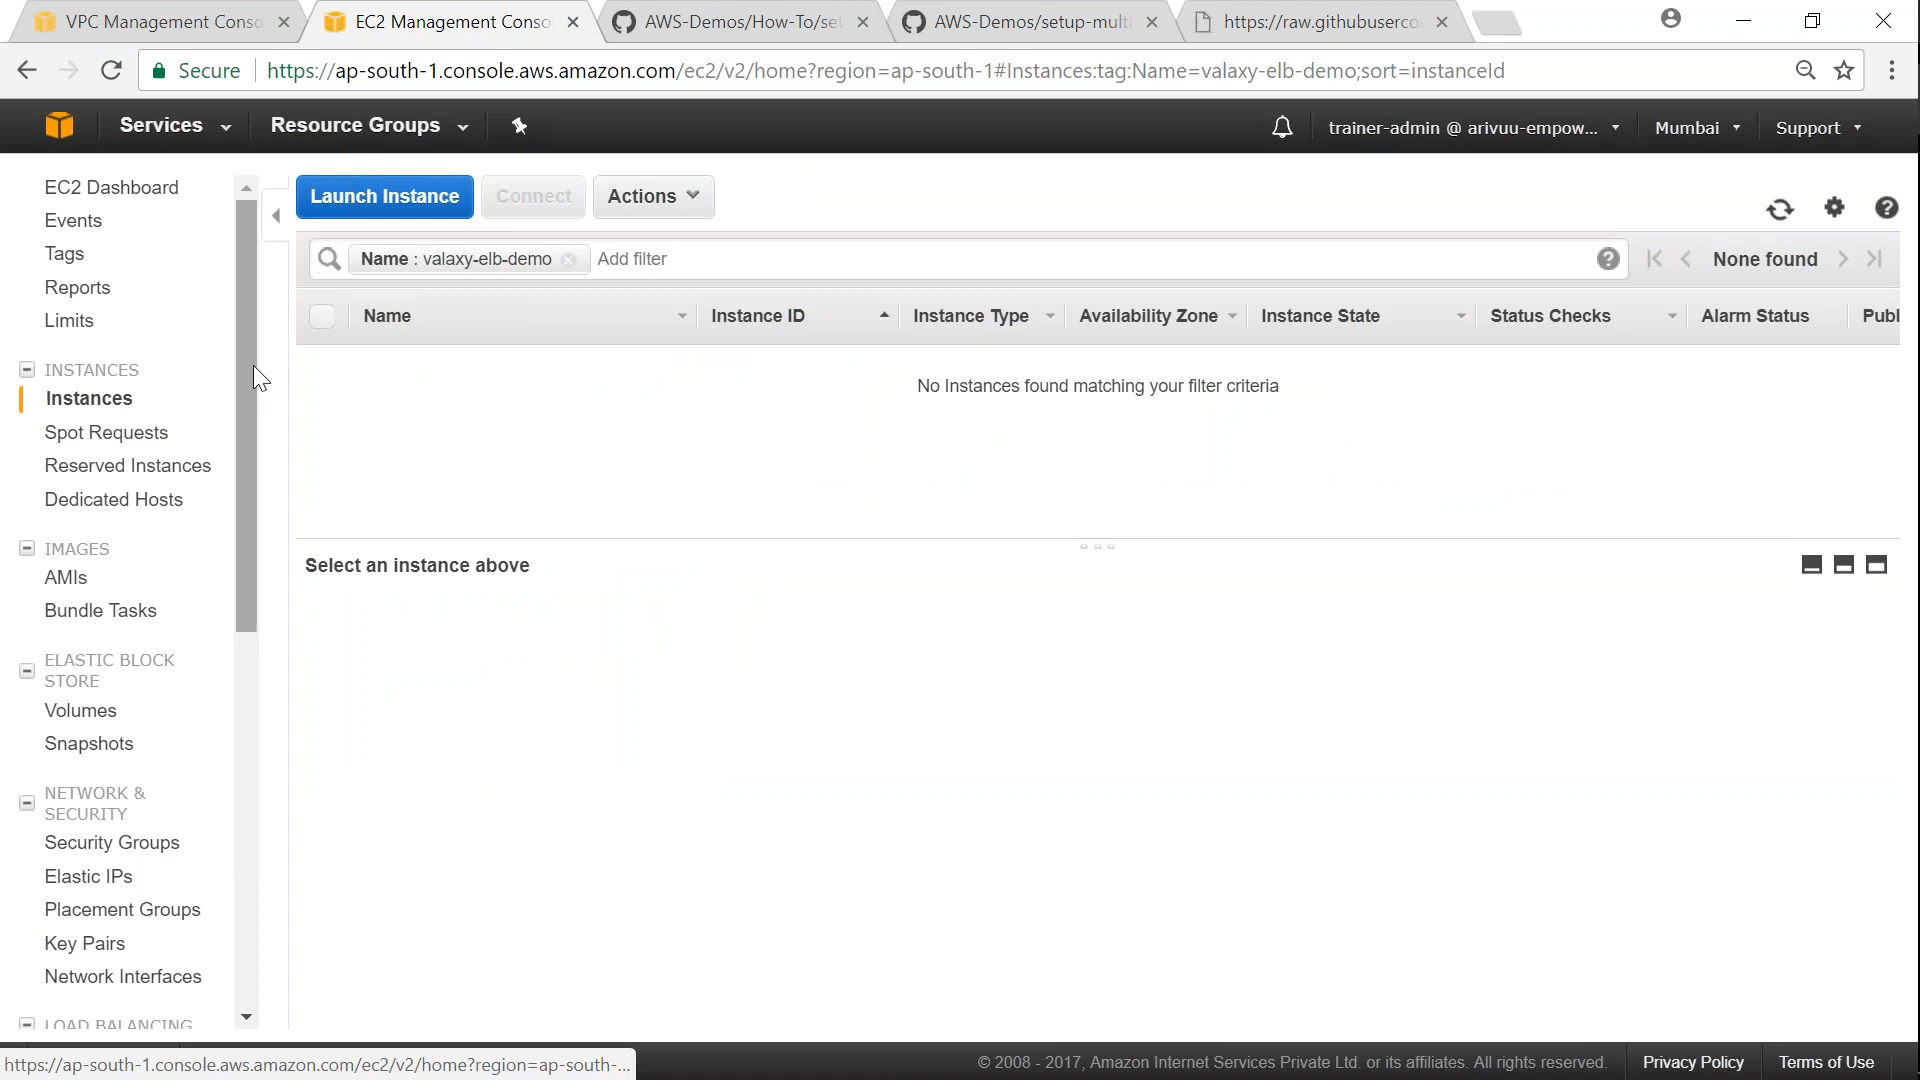 VPC Management Conso
EC2 Management Conso
AWS-Demos/How-To/set
AWS-Demos/setup-multi
https://raw.githubuserco
Secure
https://ap-south-1.console.aws.amazon.com/ec2/v2/home?region=ap-south-1#Instances:tag:Name=valaxy-elb-demo;sort=instanceId
Services
Resource Groups
trainer-admin @ arivuu-empow...
Mumbai
Support
EC2 Dashboard
Events
Tags
Reports
Limits
INSTANCES
Instances
Spot Requests
Reserved Instances
Dedicated Hosts
IMAGES
AMIs
Bundle Tasks
ELASTIC BLOCK
STORE
Volumes
Snapshots
NETWORK &
SECURITY
Security Groups
Elastic IPs
Placement Groups
Key Pairs
Network Interfaces
LOAD BALANCING
Launch Instance
Connect
Actions
Name : valaxy-elb-demo
Add filter
None found
Name
Instance ID
Instance Type
Availability Zone
Instance State
Status Checks
Alarm Status
Publ
No Instances found matching your filter criteria
Select an instance above
https://ap-south-1.console.aws.amazon.com/ec2/v2/home?region=ap-south-...
© 2008 - 2017, Amazon Internet Services Private Ltd. or its affiliates. All rights reserved.
Privacy Policy
Terms of Use